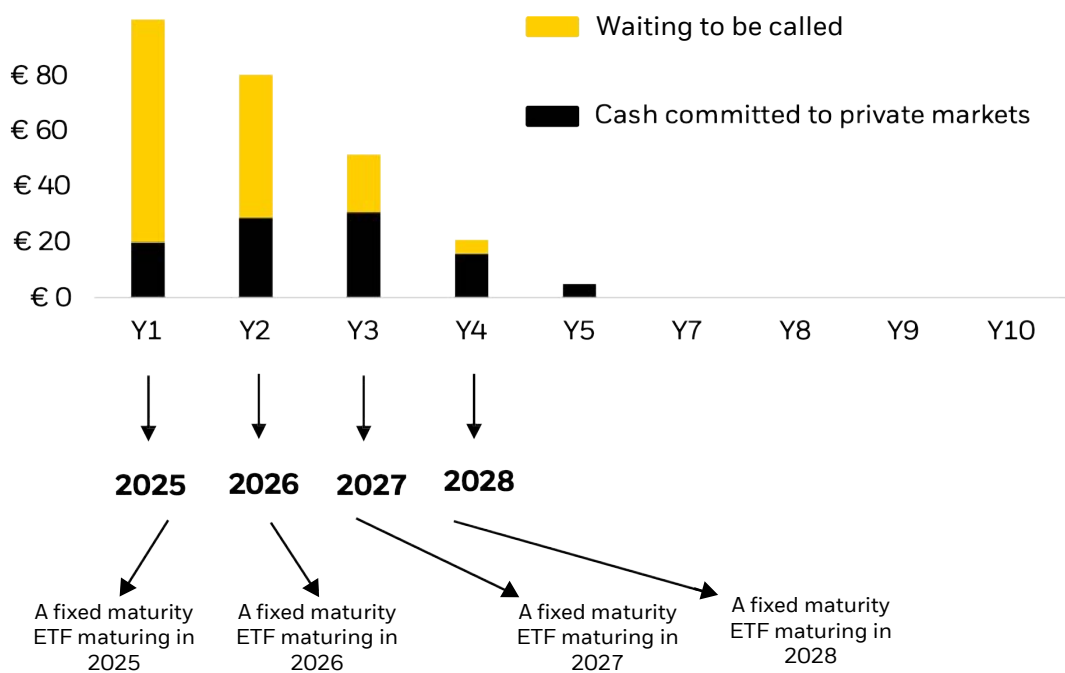 Waiting to be called
Cash committed to private markets
€ 80
€ 60
€ 40
€ 20
€ 0
Y1 Y2 Y3 Y4 Y5 Y7 Y8 Y9 Y10
2025 2026 2027 2028
A fixed maturity
ETF maturing in
2025
A fixed maturity
ETF maturing in
2026
A fixed maturity
ETF maturing in
2027
A fixed maturity
ETF maturing in
2028